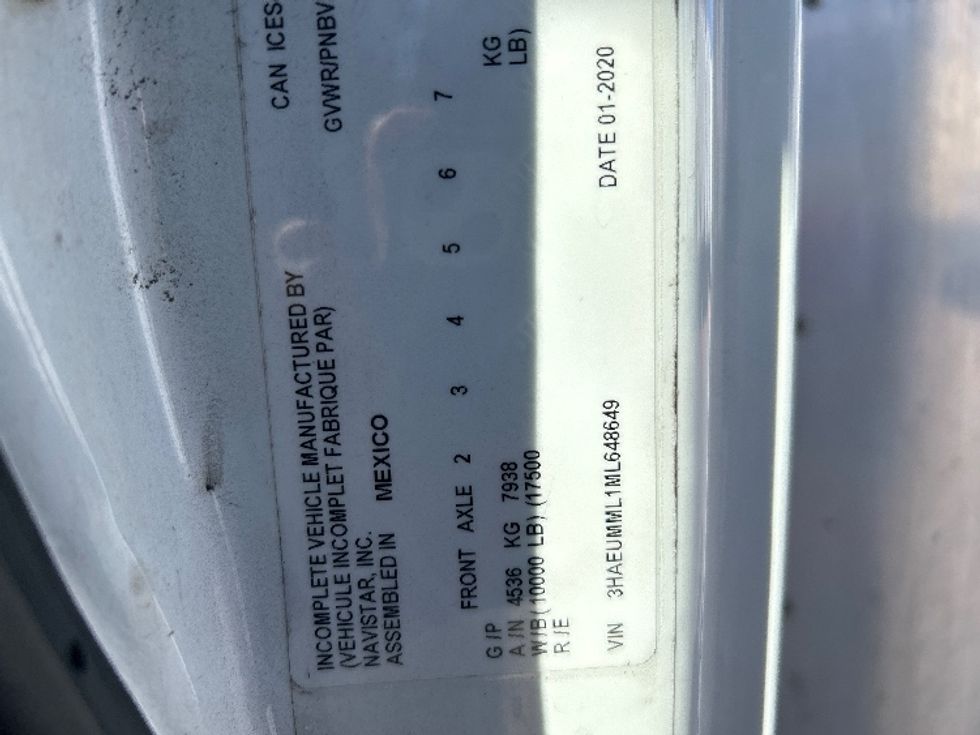 CAN ICES
GVWR/PNBV
INCOMPLETE VEHICLE MANUFACTURED BY
(VEHICULE INCOMPLET FABRIQUE PAR)
NAVISTAR, INC.
ASSEMBLED IN MEXICO
FRONT AXLE 2 3 4 5 6 7
G/P
A/N 4536 KG 7938 KG
W/B (10000 LB) (17500 LB)
R/E
VIN 3HAEUMML1ML648649 DATE 01-2020